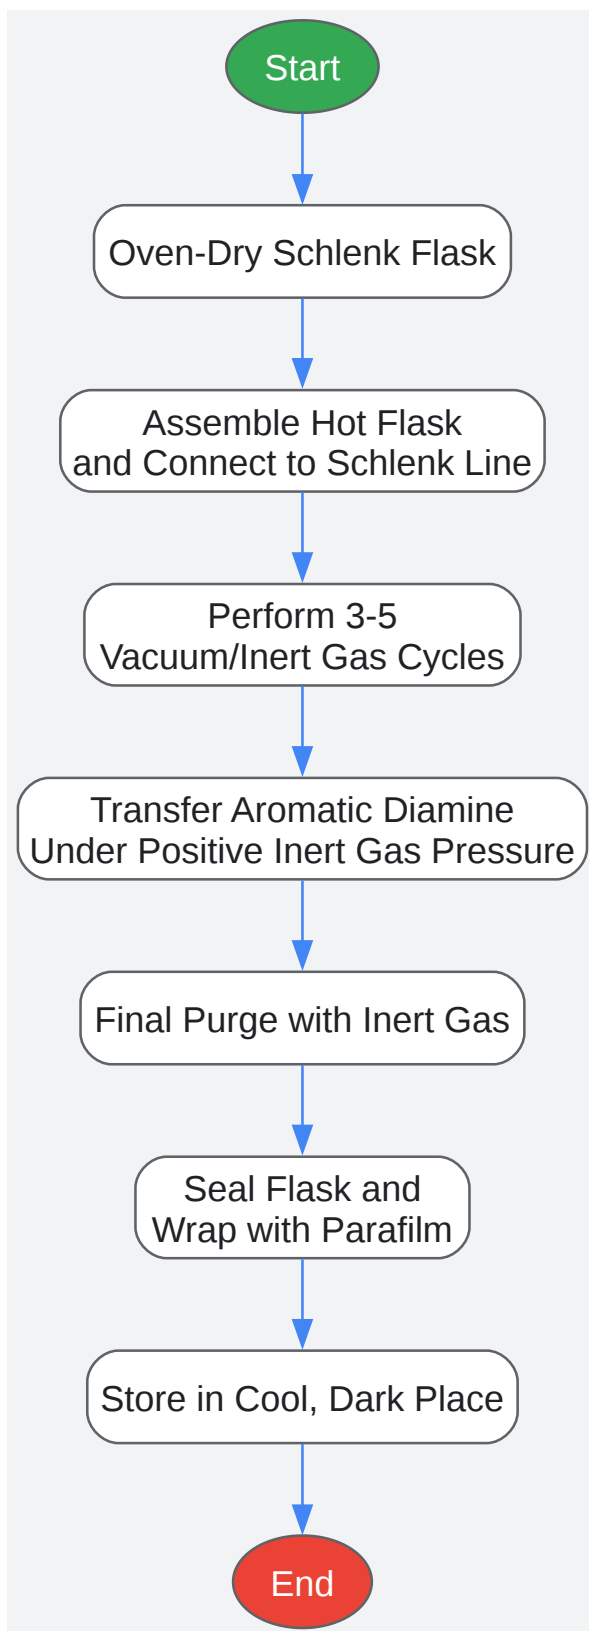 Start
Oven-Dry Schlenk Flask
Assemble Hot Flask
and Connect to Schlenk Line
Perform 3-5
Vacuum/Inert Gas Cycles
Transfer Aromatic Diamine
Under Positive Inert Gas Pressure
Final Purge with Inert Gas
Seal Flask and
Wrap with Parafilm
Store in Cool, Dark Place
End